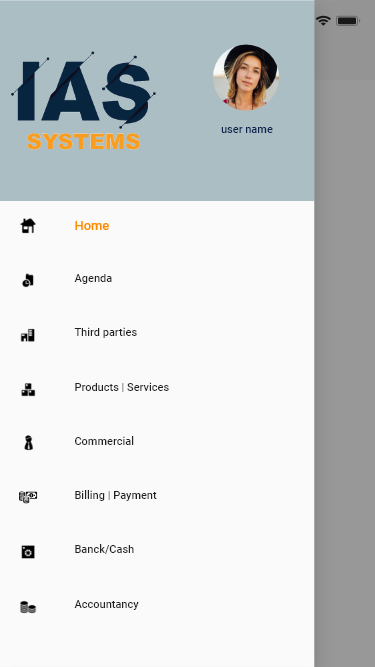 IAS
SYSTEMS
user name
Home
Agenda
Third parties
Products | Services
Commercial
Billing | Payment
Banck/Cash
Accountancy